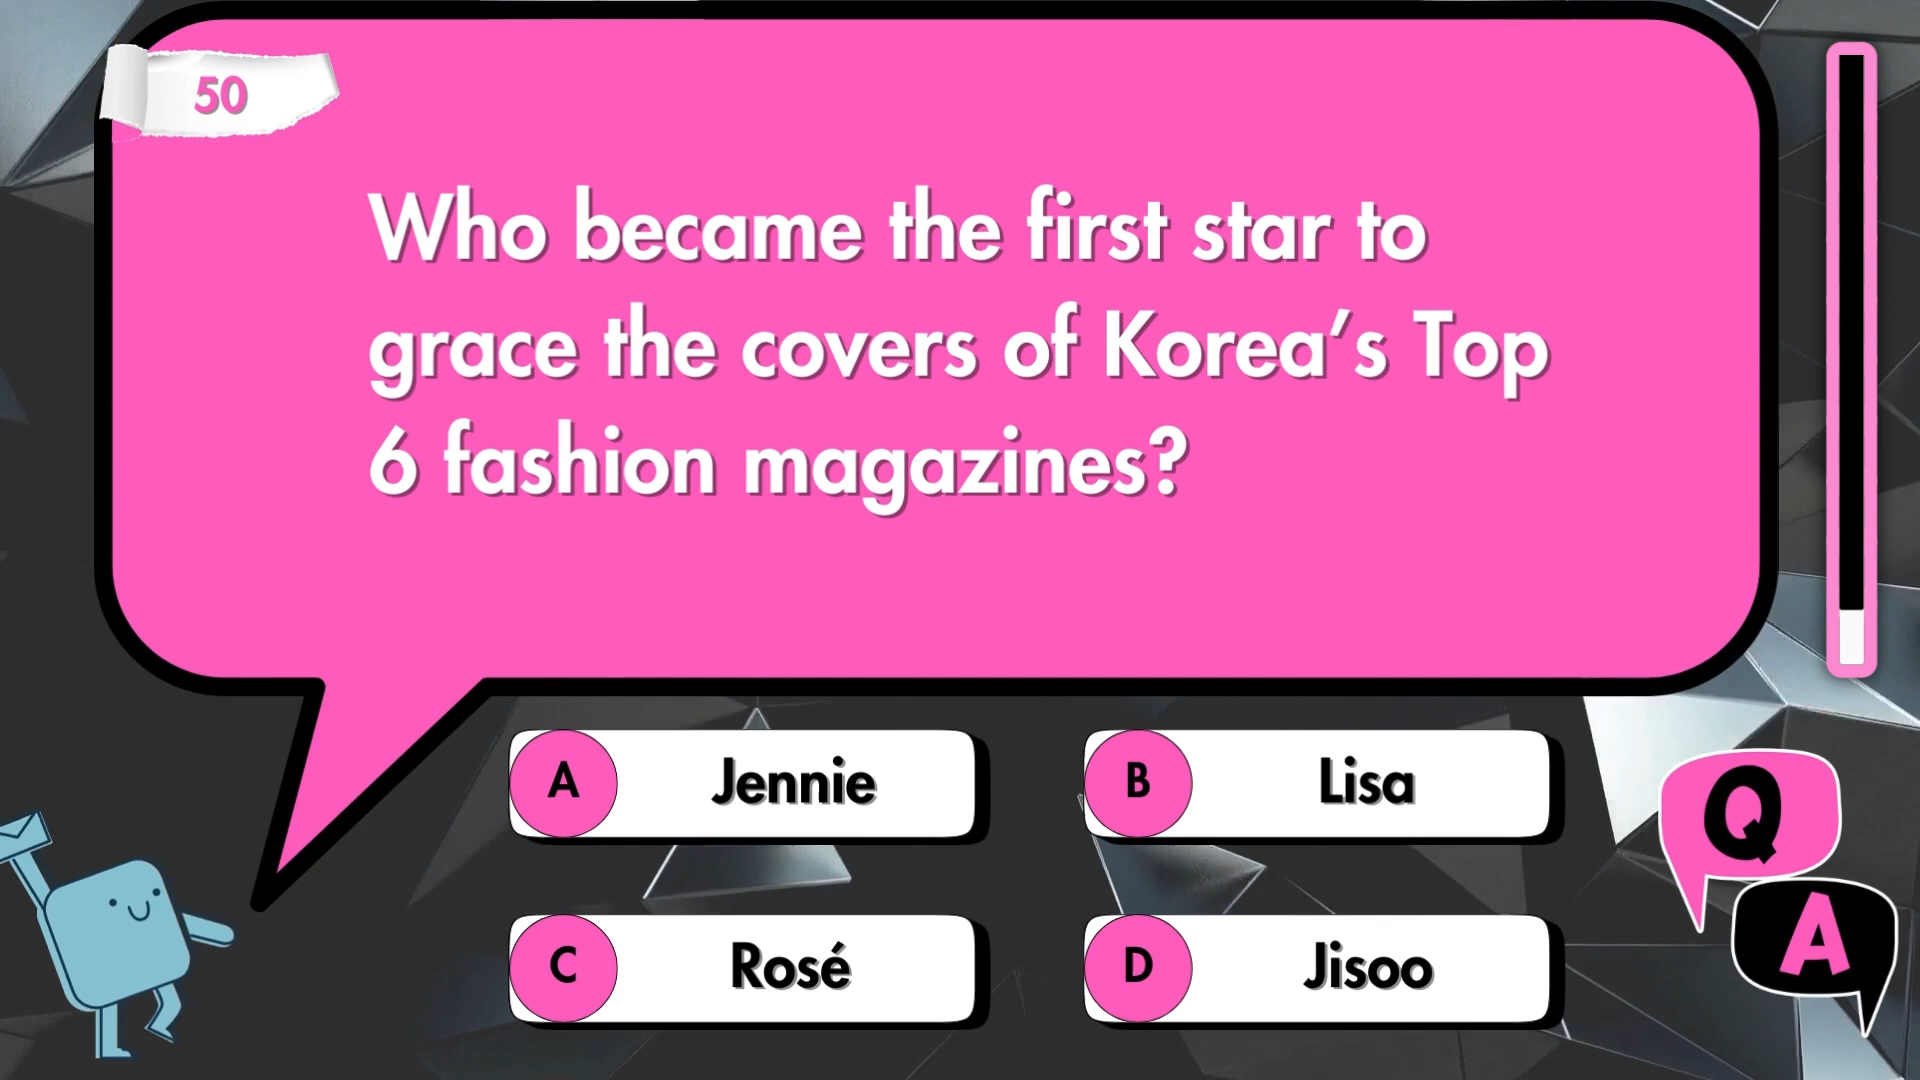 50
Who became the first star to
grace the covers of Korea’s Top
6 fashion magazines?
A Jennie
B Lisa
C Rosé
D Jisoo
Q
A